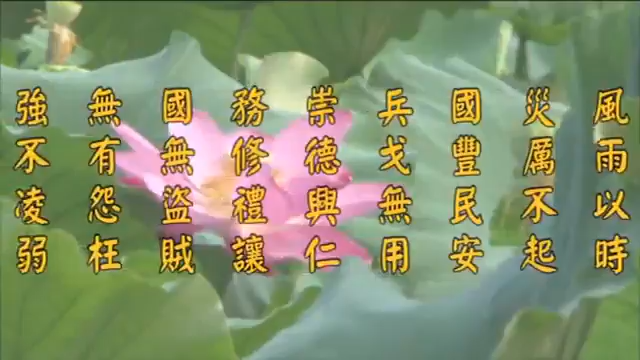 風雨以時
災厲不起
國豐民安
兵戈無用
崇德興仁
務修禮讓
國無盜賊
無有怨枉
強不凌弱